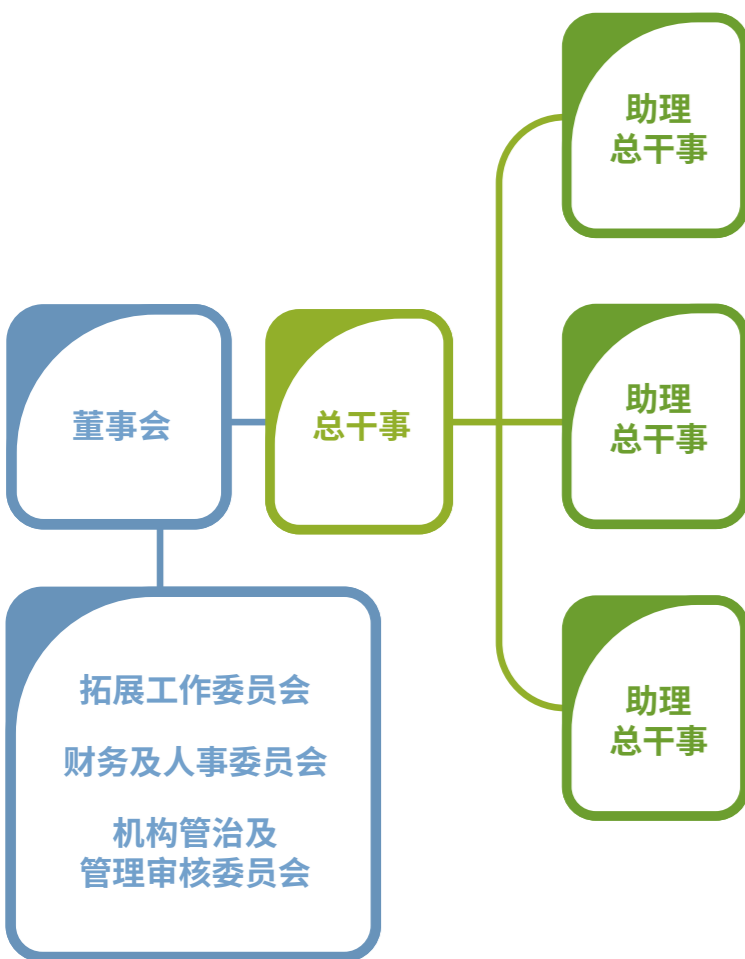 董事会
拓展工作委员会
财务及人事委员会
机构管治及
管理审核委员会
总干事
助理
总干事
助理
总干事
助理
总干事